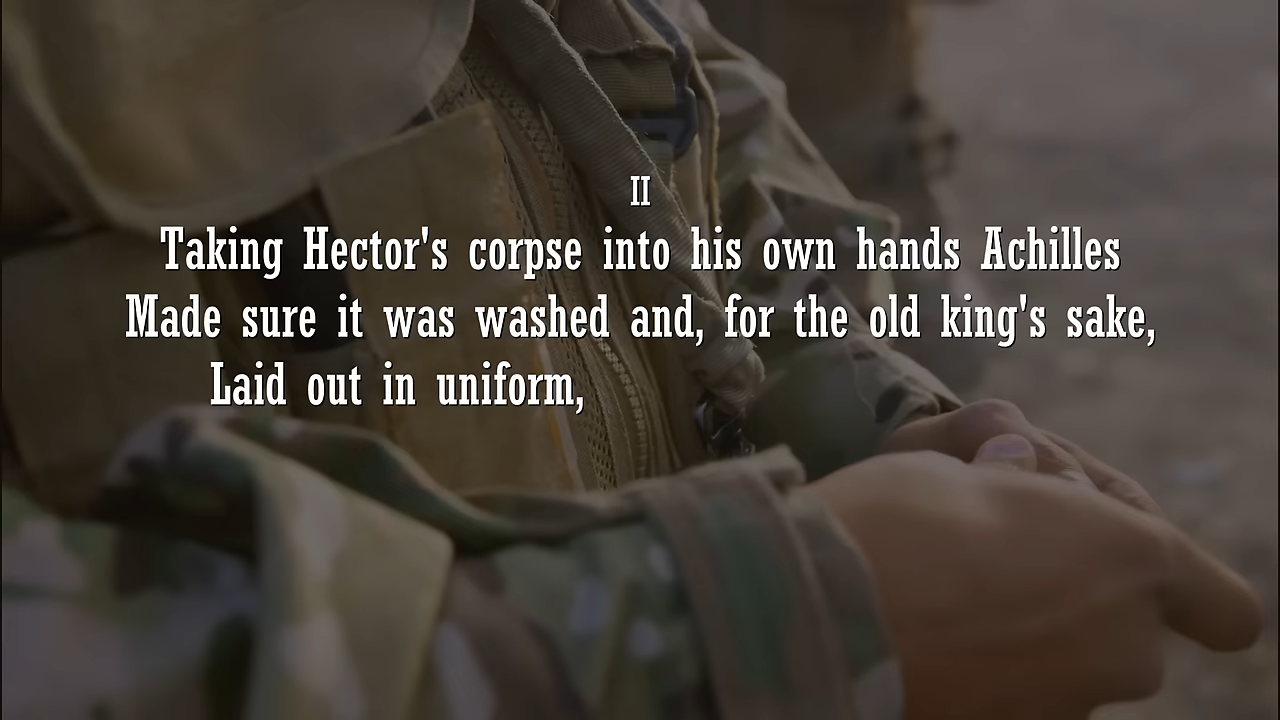 II
Taking Hector's corpse into his own hands Achilles
Made sure it was washed and, for the old king's sake,
Laid out in uniform,